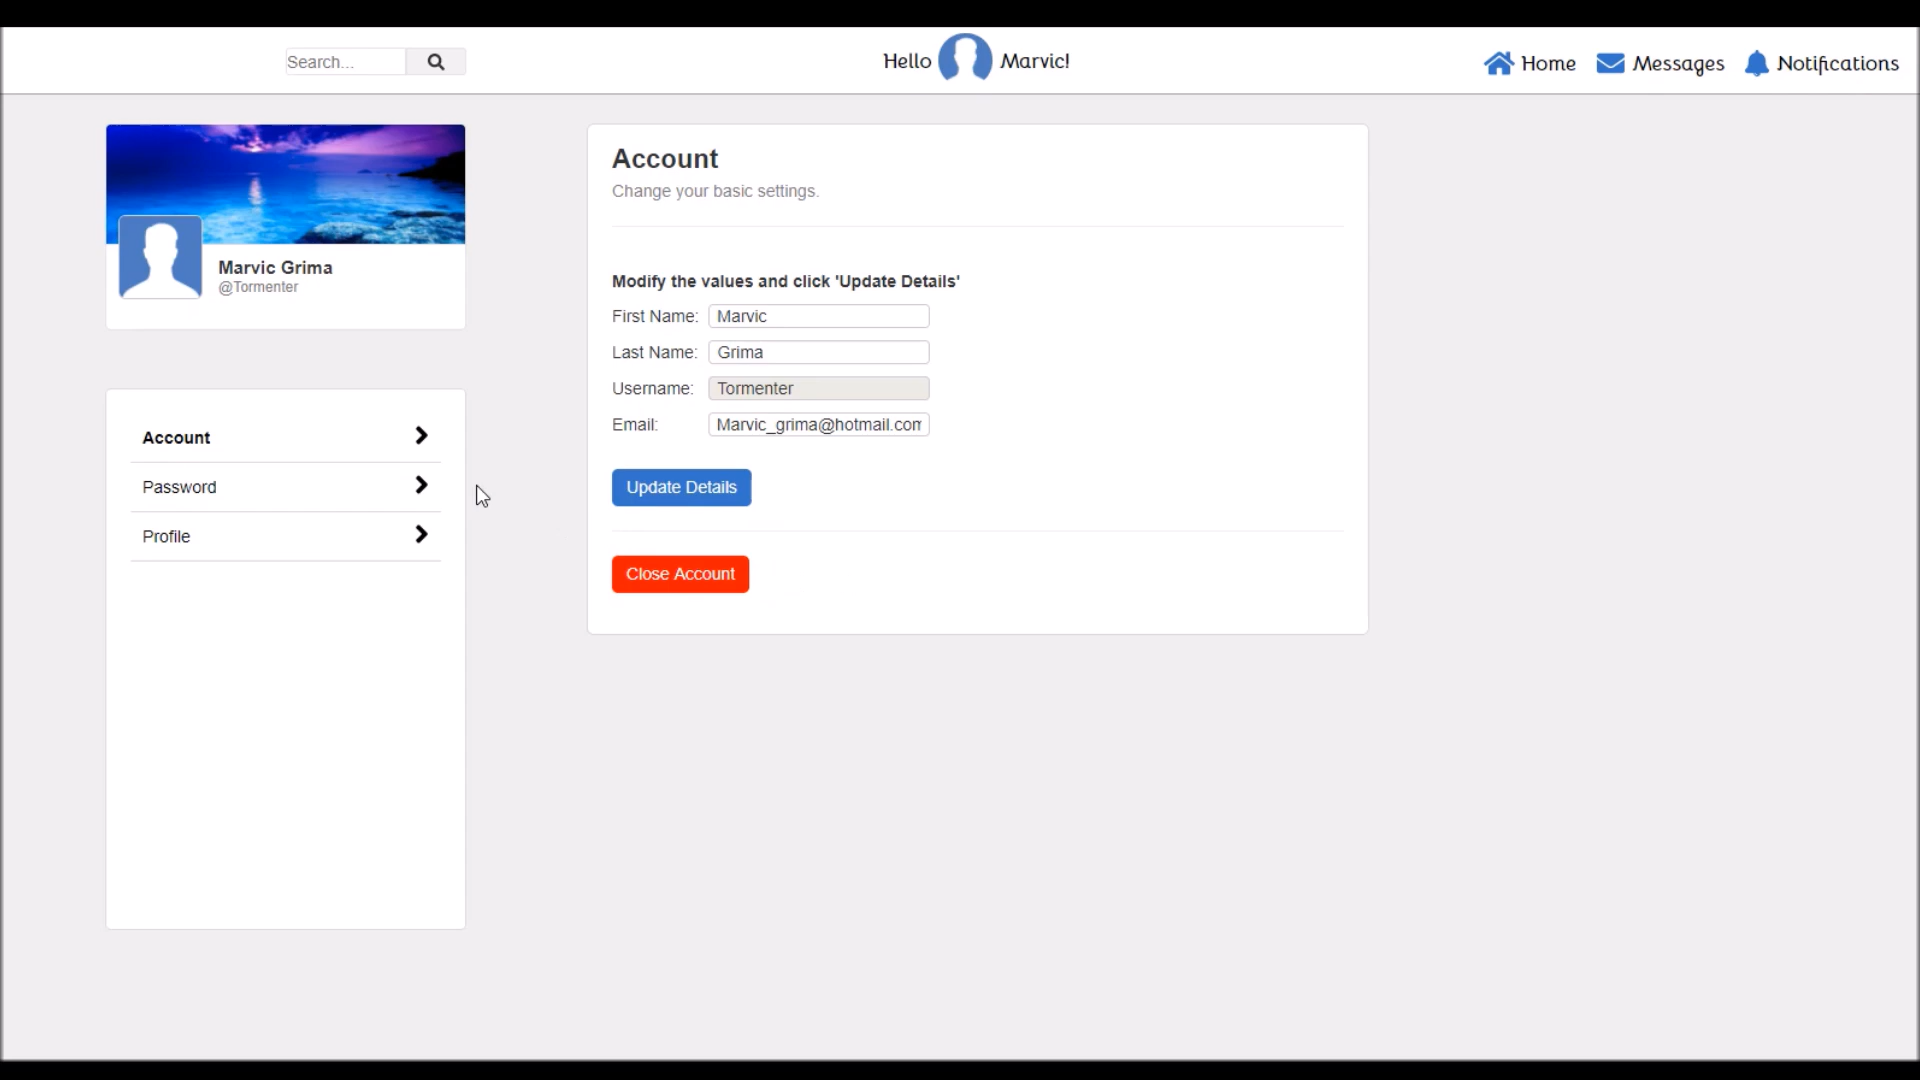 Search...
Hello Marvic!
Home Messages Notifications
Marvic Grima
@Tormenter
Account
Password
Profile
Account
Change your basic settings.
Modify the values and click 'Update Details'
First Name: Marvic
Last Name: Grima
Username: Tormenter
Email: Marvic_grima@hotmail.com
Update Details
Close Account